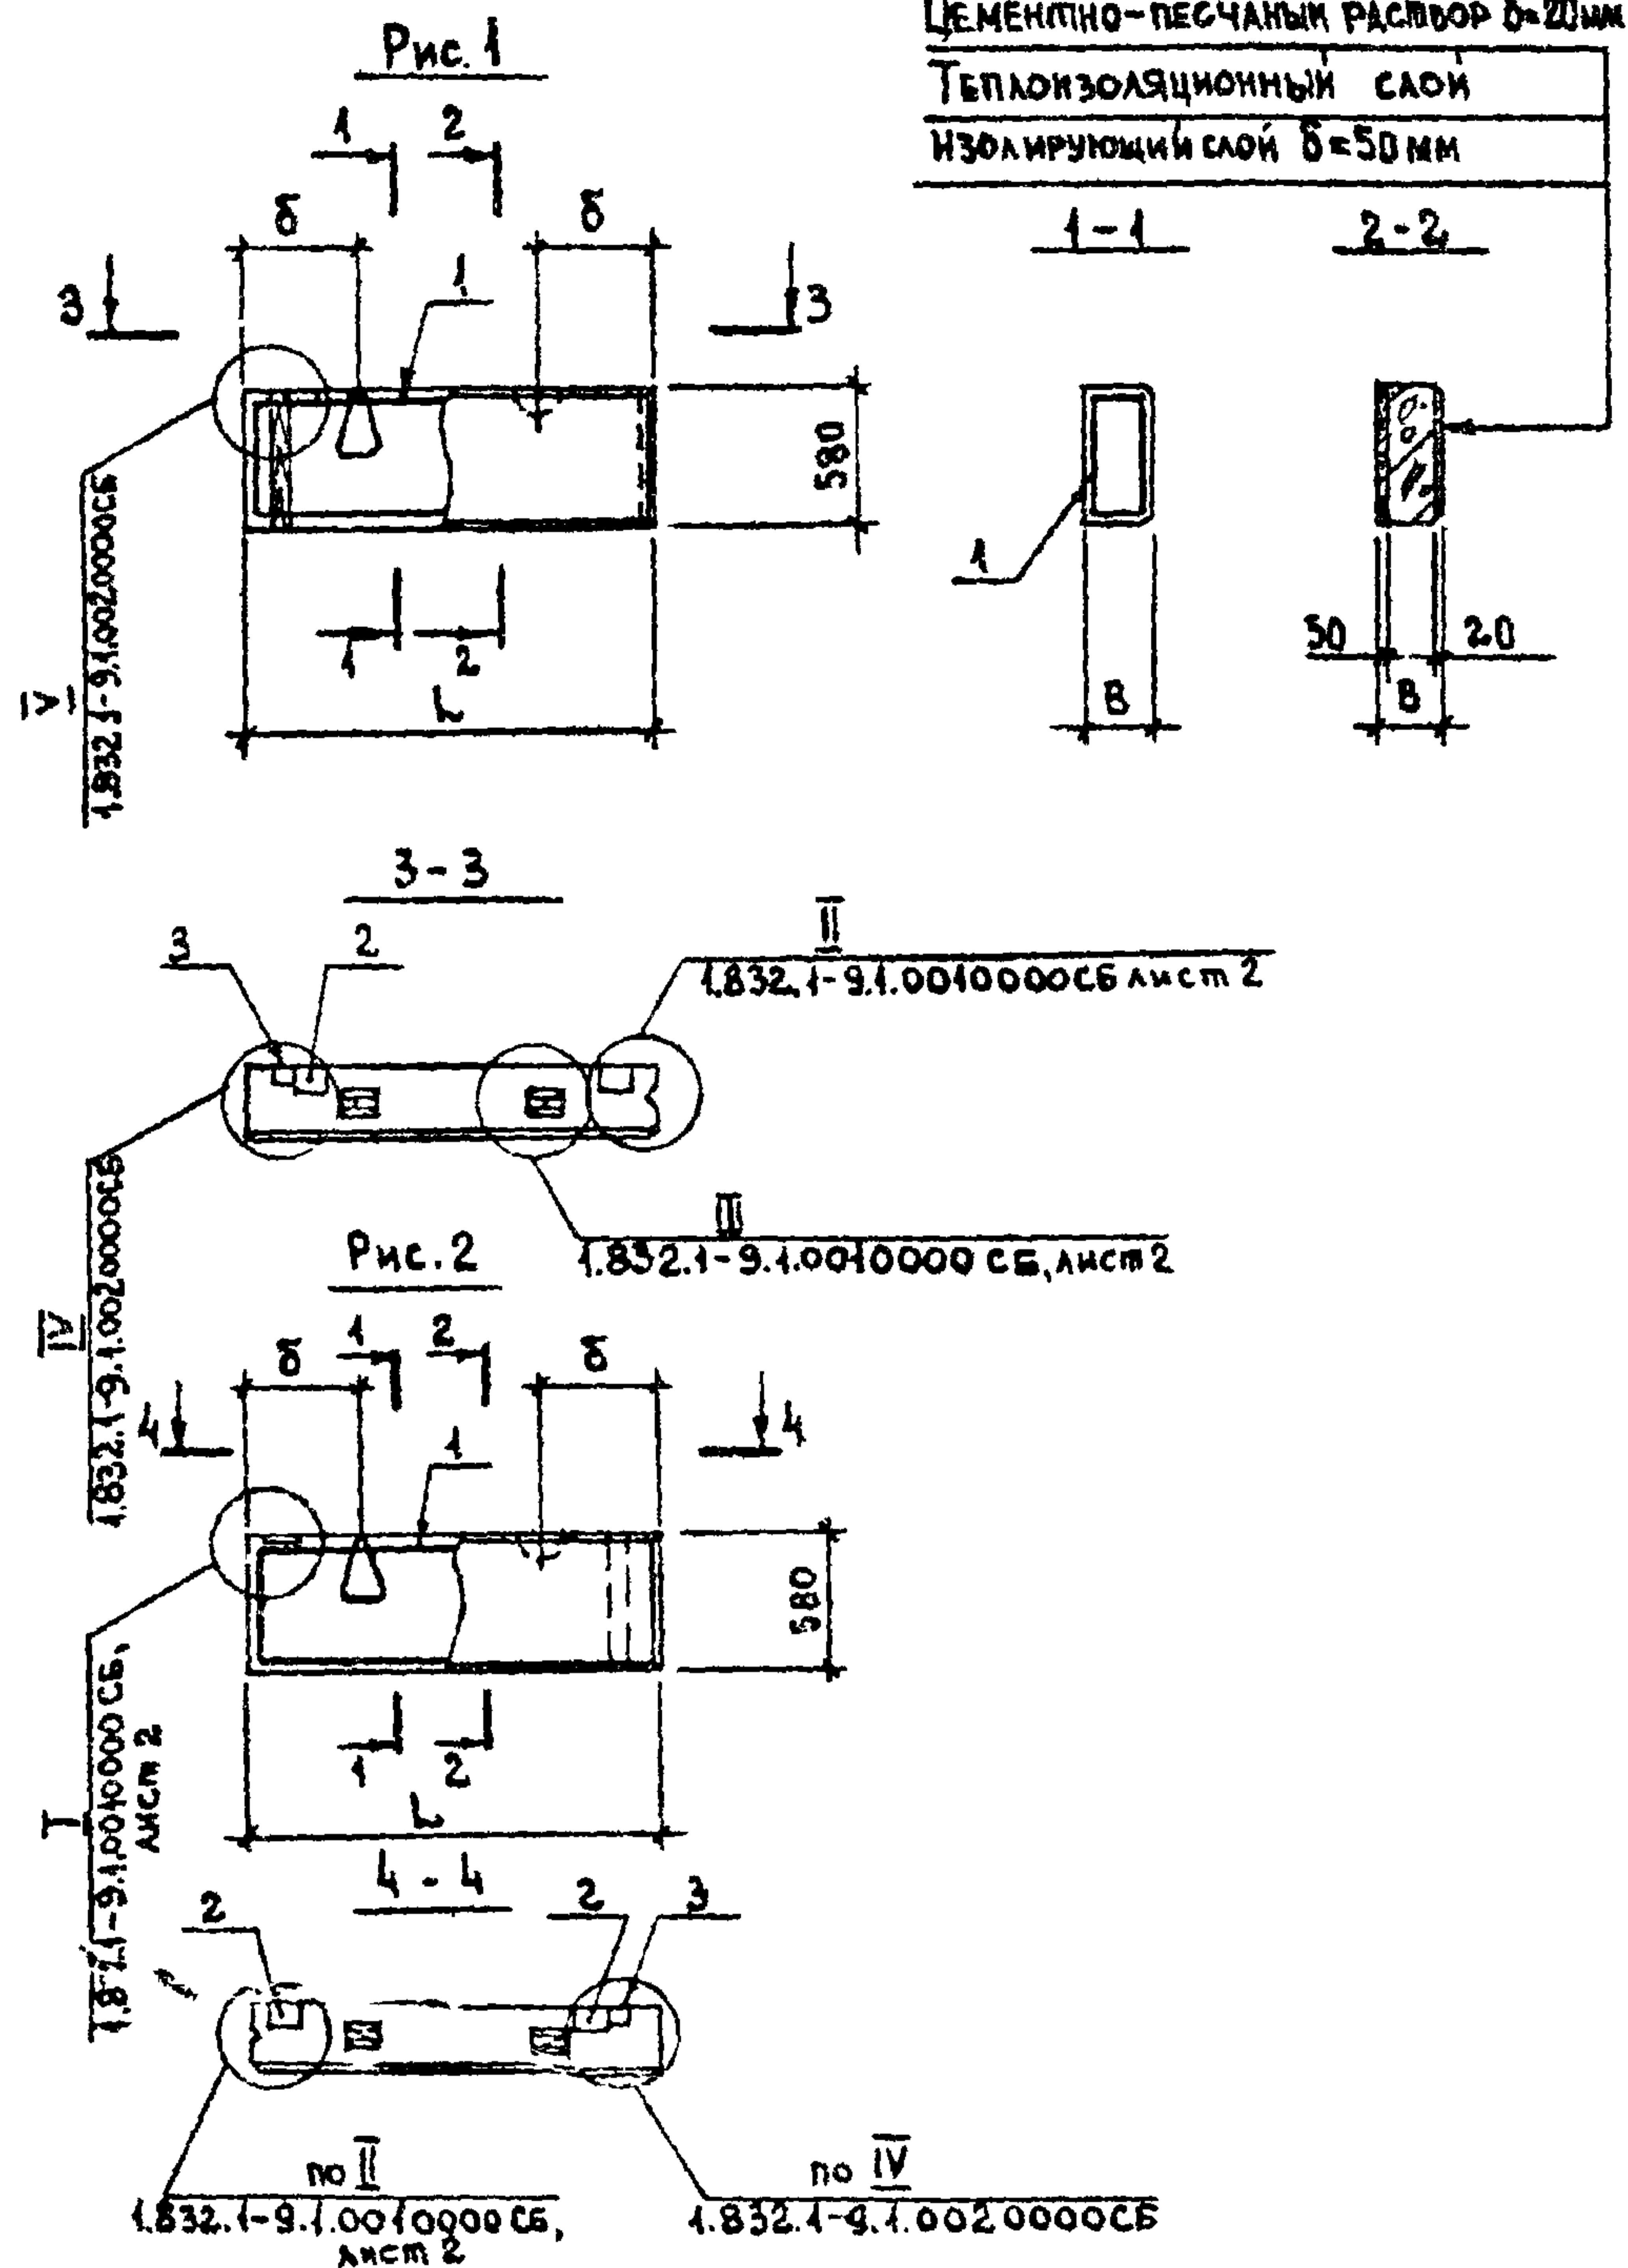 Рис. 1
Цементно-песчаный раствор δ=20мм
Теплоизоляционный слой
Изолирующий слой δ=50мм
1 2
δ δ
1-1 2-2
3 1 3
580
1
50 20
В В
1 2
L
V
1.832.1-9.1.0020000СБ
3-3
3 2
II
1.832.1-9.1.0010000СБ лист 2
III
1.832.1-9.1.0010000 СБ, лист 2
IV
1.832.1-9.1.0020000СБ
Рис. 2
1 2
δ δ
4 1 4
580
1 2
L
I
1.8 2.1-9.1.0010000 СБ,
лист 2
4-4
2 2 3
по II
1.832.1-9.1.0010000 СБ,
лист 2
по IV
1.832.1-9.1.0020000СБ